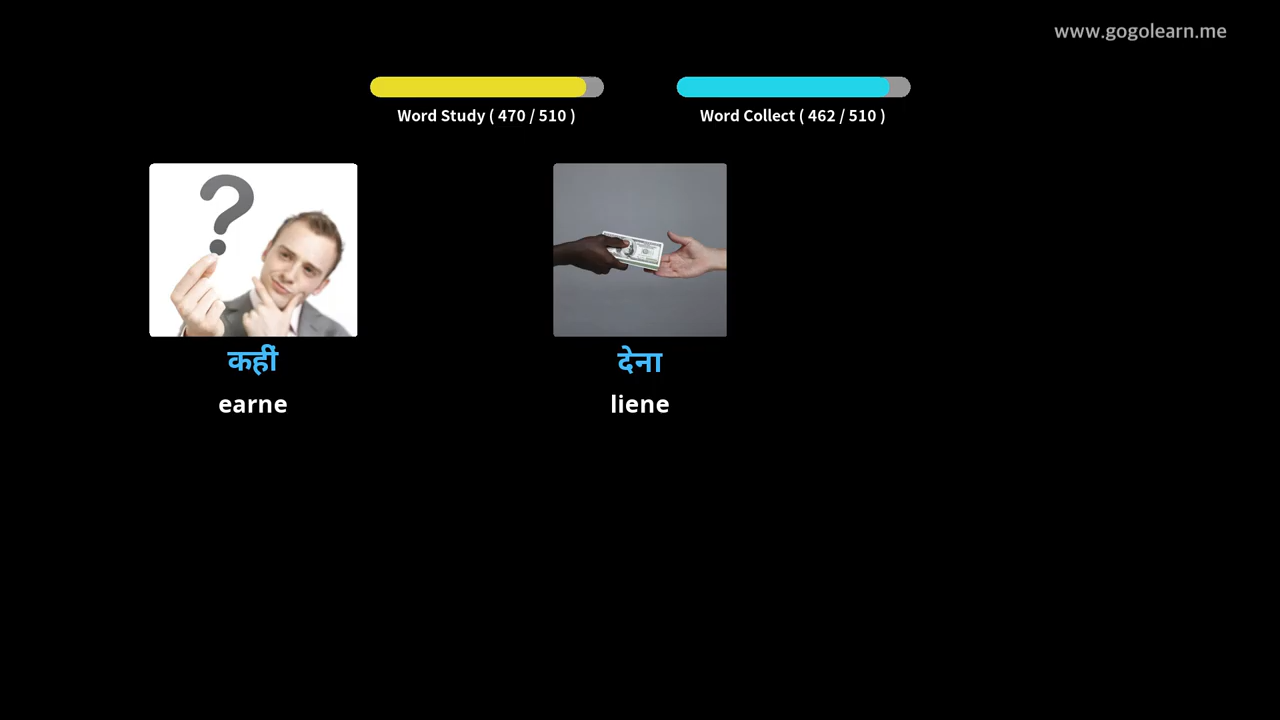 www.gogolearn.me
Word Study ( 470 / 510 )
Word Collect ( 462 / 510 )
?
कहीं
देना
earne
liene